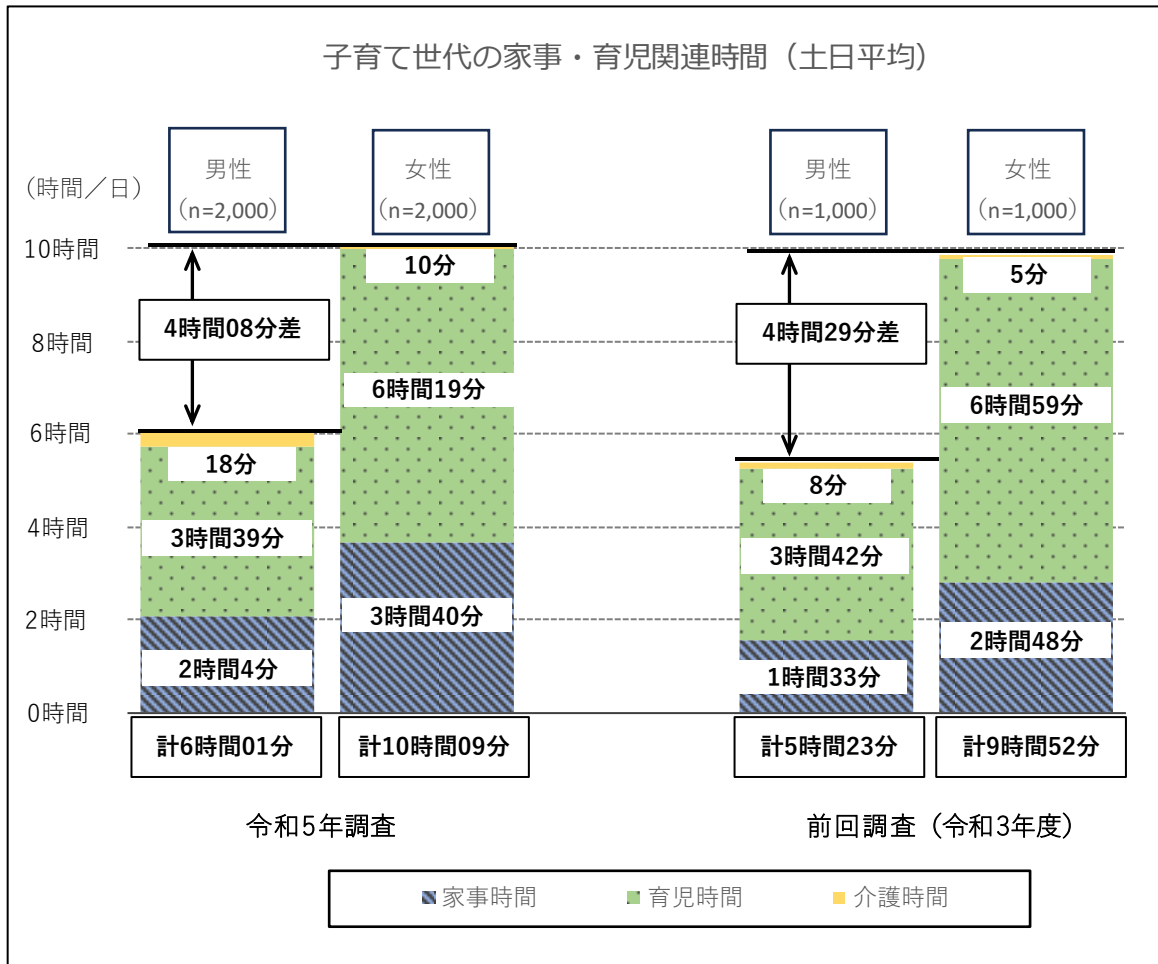 子育て世代の家事・育児関連時間（土日平均）
男性
（n=2,000）
女性
（n=2,000）
男性
（n=1,000）
女性
（n=1,000）
（時間／日）
10時間
8時間
6時間
4時間
2時間
0時間
4時間08分差
18分
3時間39分
2時間4分
10分
6時間19分
3時間40分
4時間29分差
8分
3時間42分
1時間33分
5分
6時間59分
2時間48分
計6時間01分
計10時間09分
計5時間23分
計9時間52分
令和5年調査
前回調査（令和3年度）
家事時間
育児時間
介護時間